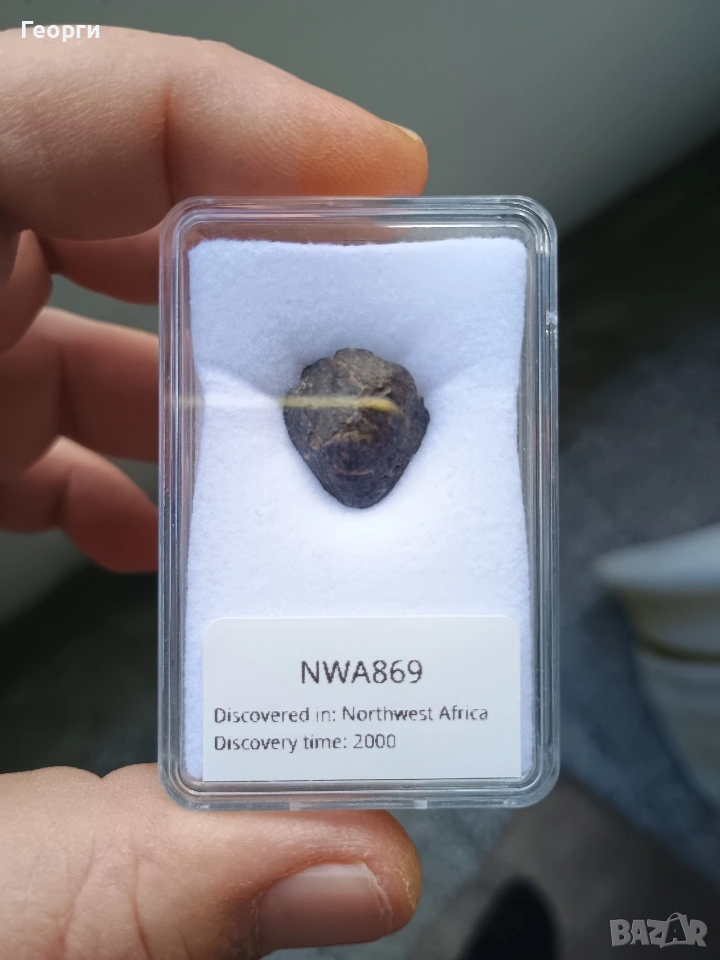 Георги
NWA869
Discovered in: Northwest Africa
Discovery time: 2000
BAZAR